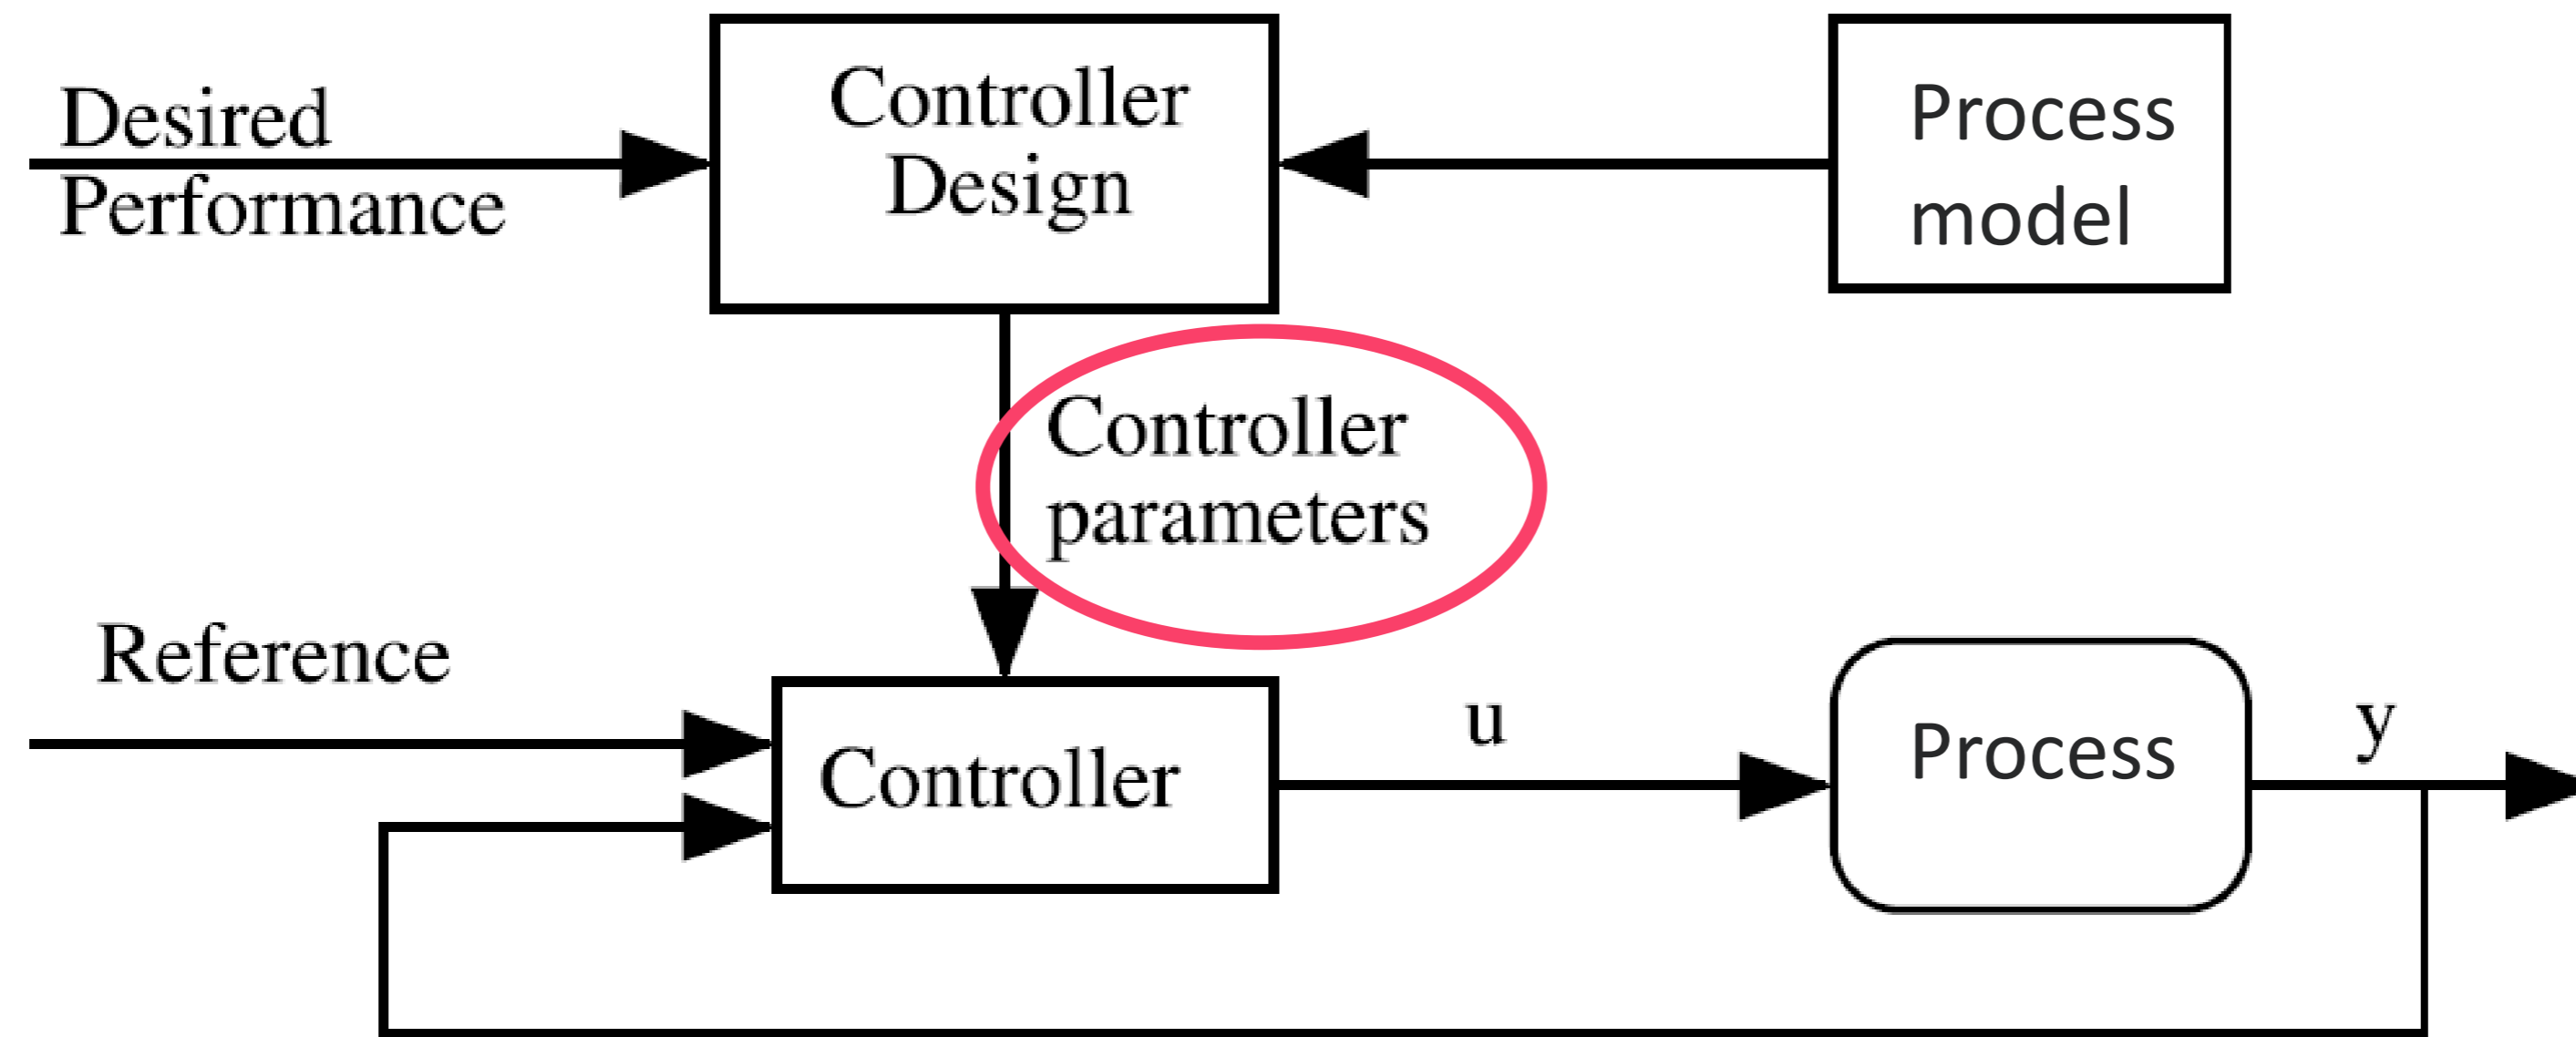 Desired
Performance
Controller
Design
Process
model
Controller
parameters
Reference
Controller
u
Process
y